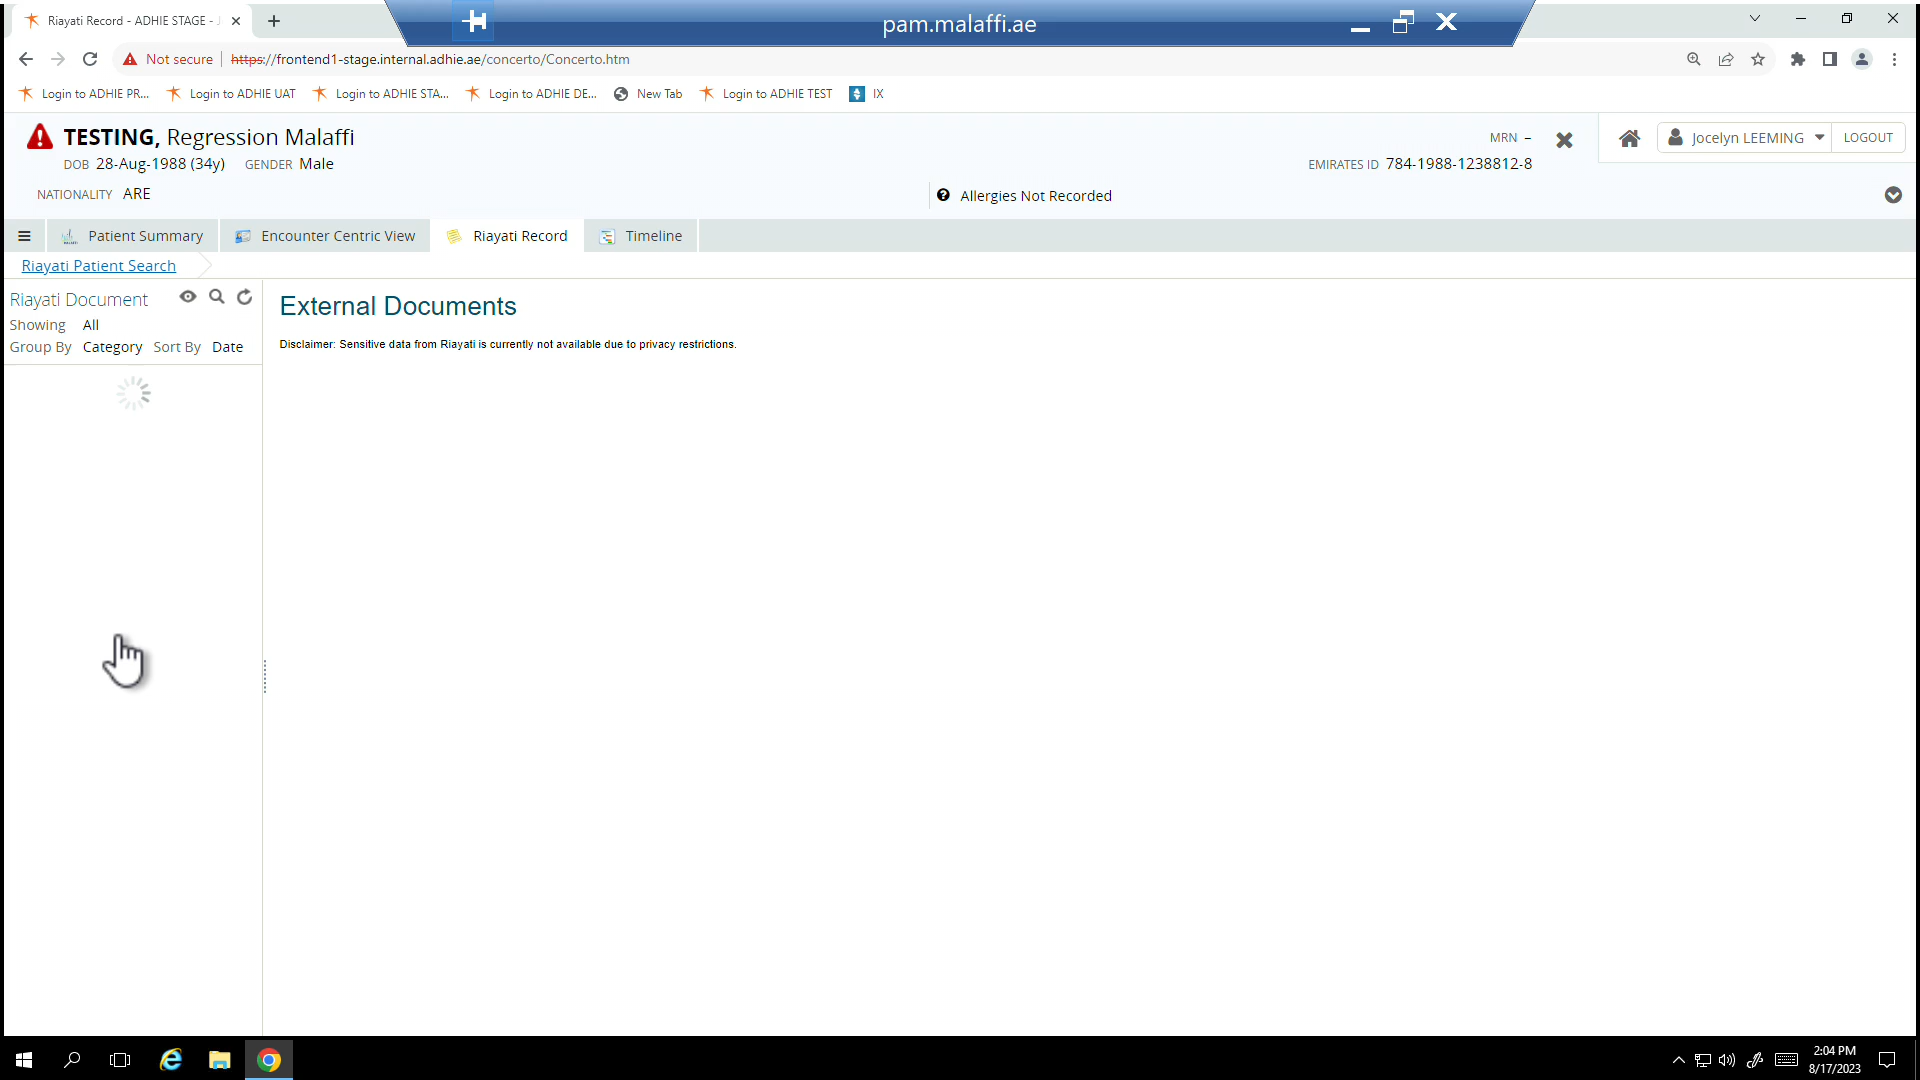 Riayati Record - ADHIE STAGE - J
pam.malaffi.ae
Not secure https://frontend1-stage.internal.adhie.ae/concerto/Concerto.htm
Login to ADHIE PR... Login to ADHIE UAT Login to ADHIE STA... Login to ADHIE DE... New Tab Login to ADHIE TEST IX
TESTING, Regression Malaffi
MRN –
Jocelyn LEEMING LOGOUT
DOB 28-Aug-1988 (34y) GENDER Male
EMIRATES ID 784-1988-1238812-8
NATIONALITY ARE
Allergies Not Recorded
Patient Summary Encounter Centric View Riayati Record Timeline
Riayati Patient Search
Riayati Document
Showing All
Group By Category Sort By Date
External Documents
Disclaimer: Sensitive data from Riayati is currently not available due to privacy restrictions.
2:04 PM
8/17/2023